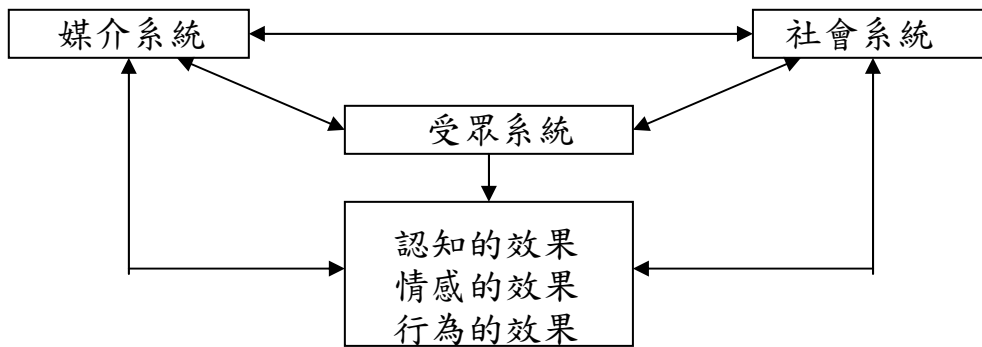 媒介系統
社會系統
受眾系統
認知的效果
情感的效果
行為的效果